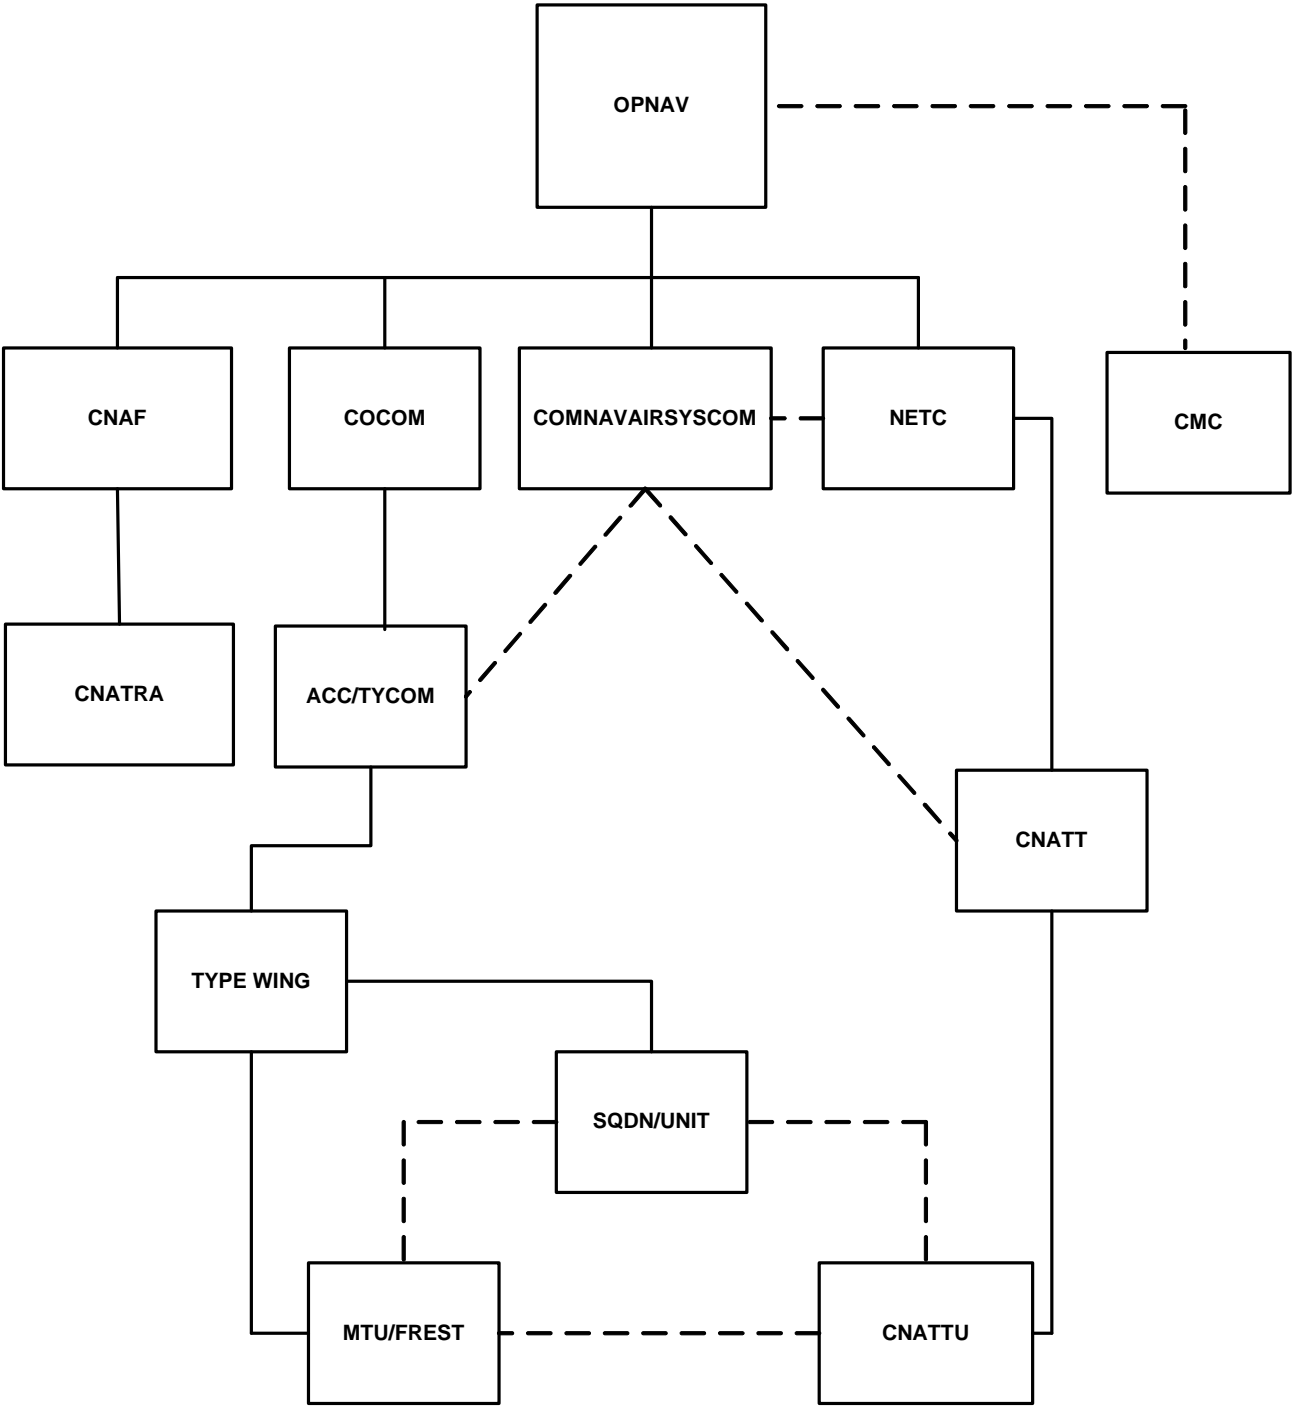 OPNAV
CNAF
COCOM
COMNAVAIRSYSCOM
NETC
CMC
CNATRA
ACC/TYCOM
CNATT
TYPE WING
SQDN/UNIT
MTU/FREST
CNATTU